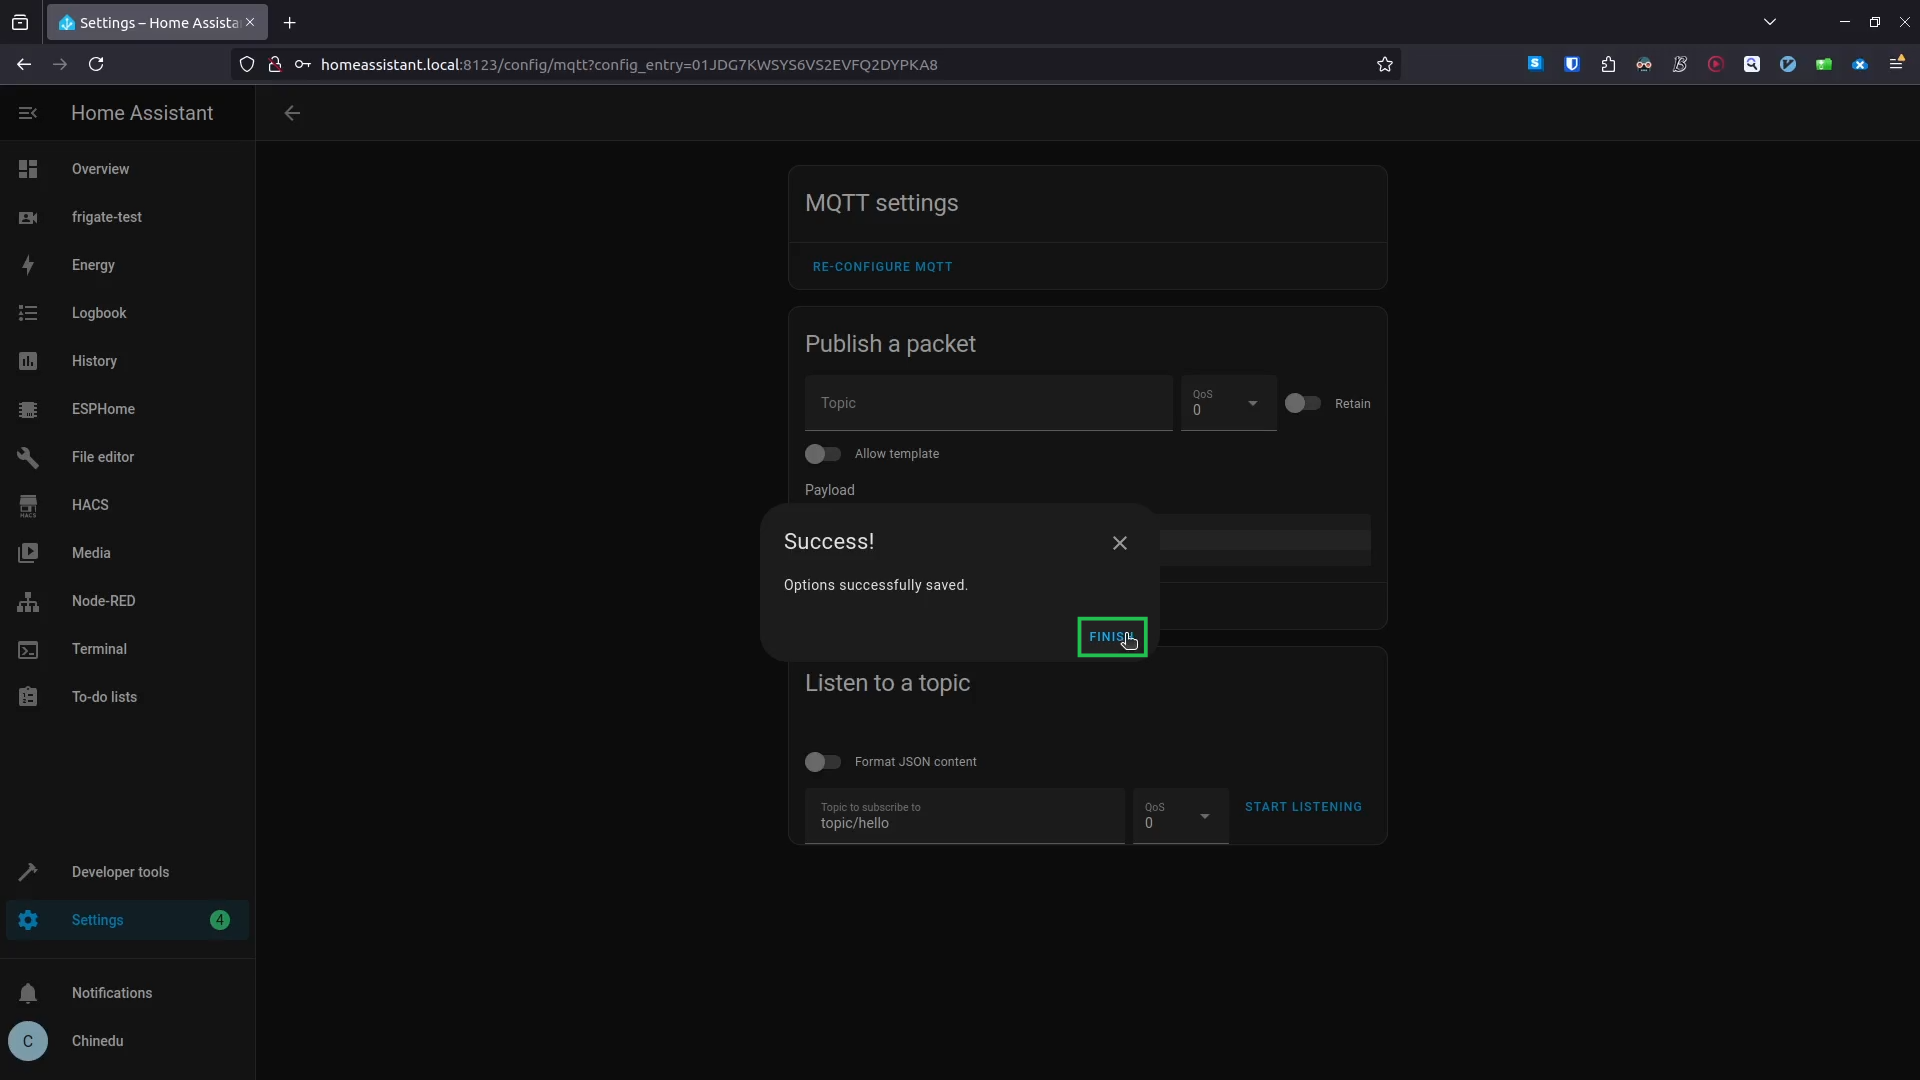 Settings – Home Assista
homeassistant.local:8123/config/mqtt?config_entry=01JDG7KWSYS6VS2EVFQ2DYPKA8
Home Assistant
Overview
frigate-test
Energy
Logbook
History
ESPHome
File editor
HACS
HACS
Media
Node-RED
Terminal
To-do lists
Developer tools
Settings
4
Notifications
C
Chinedu
MQTT settings
RE-CONFIGURE MQTT
Publish a packet
Topic
QoS
0
Retain
Allow template
Payload
Success!
Options successfully saved.
FINISH
Listen to a topic
Format JSON content
Topic to subscribe to
topic/hello
QoS
0
START LISTENING